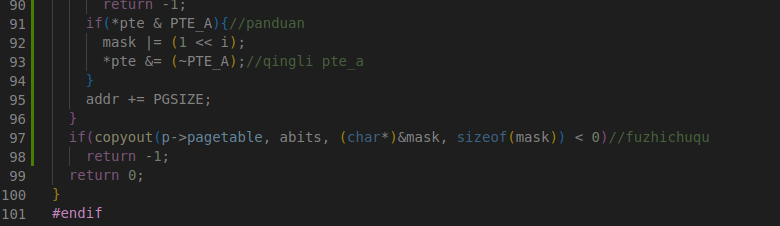 90 return -1;
91 if(*pte & PTE_A){//panduan
92 mask |= (1 << i);
93 *pte &= (~PTE_A);//qingli pte_a
94 }
95 addr += PGSIZE;
96 }
97 if(copyout(p->pagetable, abits, (char*)&mask, sizeof(mask)) < 0)//fuzhichuqu
98 return -1;
99 return 0;
100 }
101 #endif